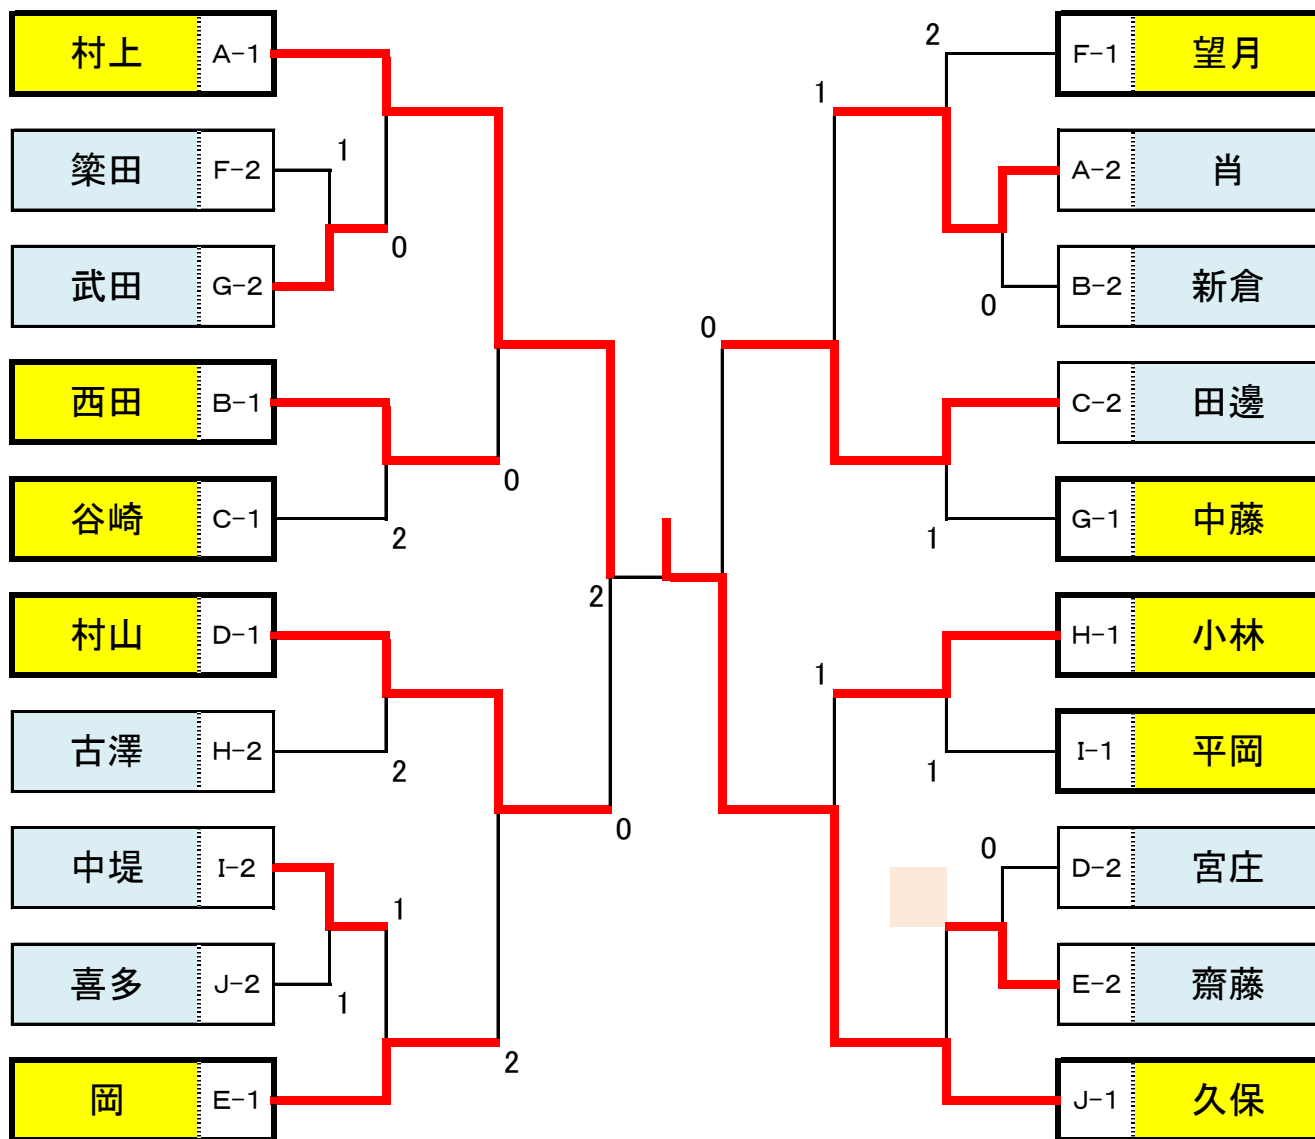 村上 A-1
簗田 F-2
武田 G-2
西田 B-1
谷崎 C-1
村山 D-1
古澤 H-2
中堤 I-2
喜多 J-2
岡 E-1
1
0
0
2
2
2
0
1
1
2
2
1
0
0
1
1
1
0
F-1 望月
A-2 肖
B-2 新倉
C-2 田邊
G-1 中藤
H-1 小林
I-1 平岡
D-2 宮庄
E-2 齋藤
J-1 久保